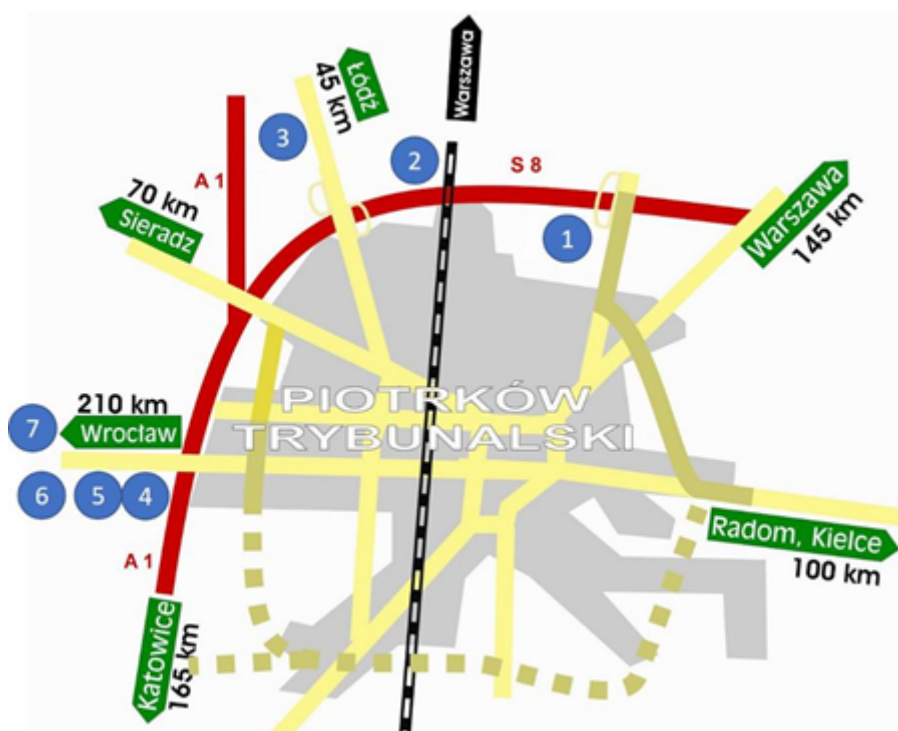 Warszawa
Łódź
45 km
3
2
S 8
A 1
70 km
Sieradz
1
Warszawa
145 km
PIOTRKÓW
TRYBUNALSKI
210 km
7
Wrocław
6 5 4
A 1
Radom, Kielce
100 km
Katowice
165 km